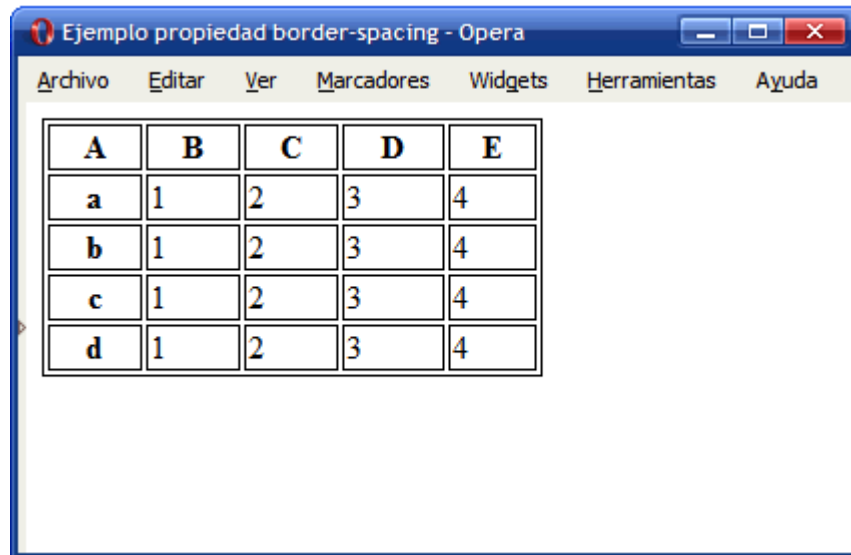 Ejemplo propiedad border-spacing - Opera
Archivo Editar Ver Marcadores Widgets Herramientas Ayuda
A B C D E
a 1 2 3 4
b 1 2 3 4
c 1 2 3 4
d 1 2 3 4